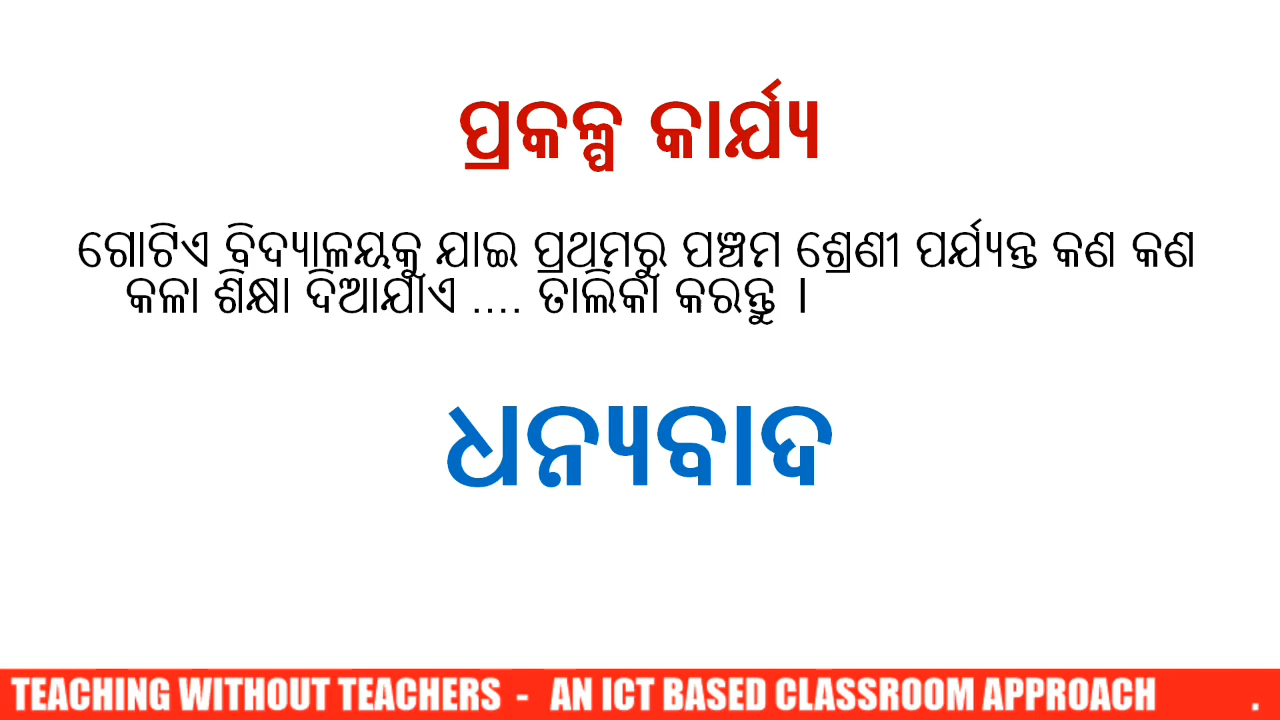 ପ୍ରକଳ୍ପ କାର୍ଯ୍ୟ
ଗୋଟିଏ ବିଦ୍ୟାଳୟକୁ ଯାଇ ପ୍ରଥମରୁ ପଞ୍ଚମ ଶ୍ରେଣୀ ପର୍ଯ୍ୟନ୍ତ କଣ କଣ
କଳା ଶିକ୍ଷା ଦିଆଯାଏ .... ତାଲିକା କରନ୍ତୁ ।
ଧନ୍ୟବାଦ
TEACHING WITHOUT TEACHERS - AN ICT BASED CLASSROOM APPROACH .